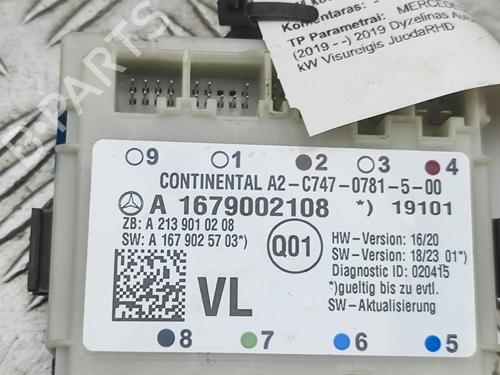 Komentaras: -
TP Parametrai: MERCEDES
(2019 - -) 2019 Dyzelinas
kW Visureigis JuodaRHD
B-PARTS
9 1 2 3 4
CONTINENTAL A2-C747-0781-5-00
A 1679002108 *) 19101
ZB: A 213 901 02 08
SW: A 167 902 57 03*)
Q01
HW-Version: 16/20
SW-Version: 18/23 01*)
Diagnostic ID: 020415
*)gueltig bis zu evtl.
SW-Aktualisierung
VL
8 7 6 5